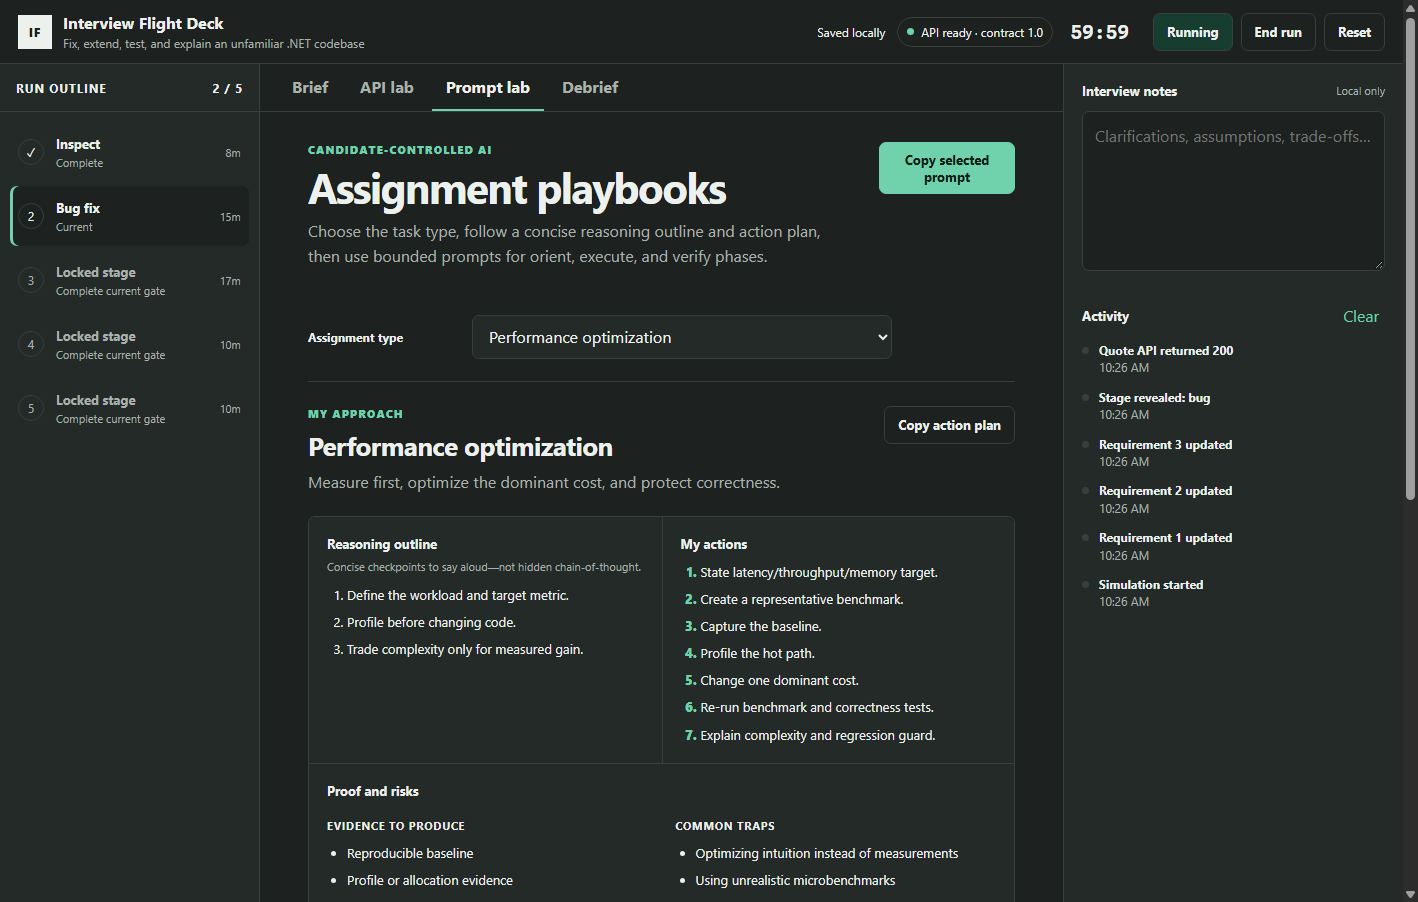 IF
Interview Flight Deck
Fix, extend, test, and explain an unfamiliar .NET codebase
Saved locally
API ready · contract 1.0
59:59
Running
End run
Reset
RUN OUTLINE
2 / 5
✓
Inspect
Complete
8m
2
Bug fix
Current
15m
3
Locked stage
Complete current gate
17m
4
Locked stage
Complete current gate
10m
5
Locked stage
Complete current gate
10m
Brief
API lab
Prompt lab
Debrief
CANDIDATE-CONTROLLED AI
Assignment playbooks
Choose the task type, follow a concise reasoning outline and action plan,
then use bounded prompts for orient, execute, and verify phases.
Copy selected
prompt
Assignment type
Performance optimization
MY APPROACH
Performance optimization
Measure first, optimize the dominant cost, and protect correctness.
Copy action plan
Reasoning outline
Concise checkpoints to say aloud—not hidden chain-of-thought.
1. Define the workload and target metric.
2. Profile before changing code.
3. Trade complexity only for measured gain.
My actions
1. State latency/throughput/memory target.
2. Create a representative benchmark.
3. Capture the baseline.
4. Profile the hot path.
5. Change one dominant cost.
6. Re-run benchmark and correctness tests.
7. Explain complexity and regression guard.
Proof and risks
EVIDENCE TO PRODUCE
• Reproducible baseline
• Profile or allocation evidence
COMMON TRAPS
• Optimizing intuition instead of measurements
• Using unrealistic microbenchmarks
Interview notes
Local only
Clarifications, assumptions, trade-offs...
Activity
Clear
Quote API returned 200
10:26 AM
Stage revealed: bug
10:26 AM
Requirement 3 updated
10:26 AM
Requirement 2 updated
10:26 AM
Requirement 1 updated
10:26 AM
Simulation started
10:26 AM